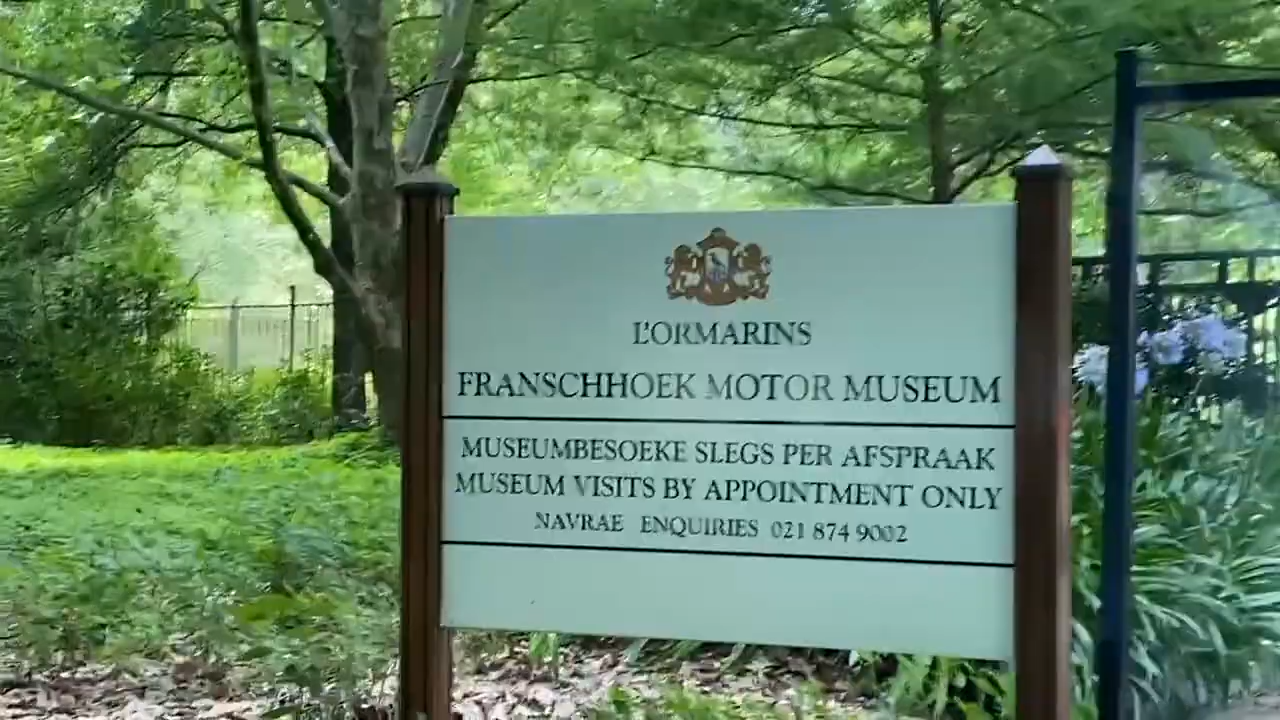 L'ORMARINS
FRANSCHHOEK MOTOR MUSEUM
MUSEUMBESOEKE SLEGS PER AFSPRAAK
MUSEUM VISITS BY APPOINTMENT ONLY
NAVRAE ENQUIRIES 021 874 9002